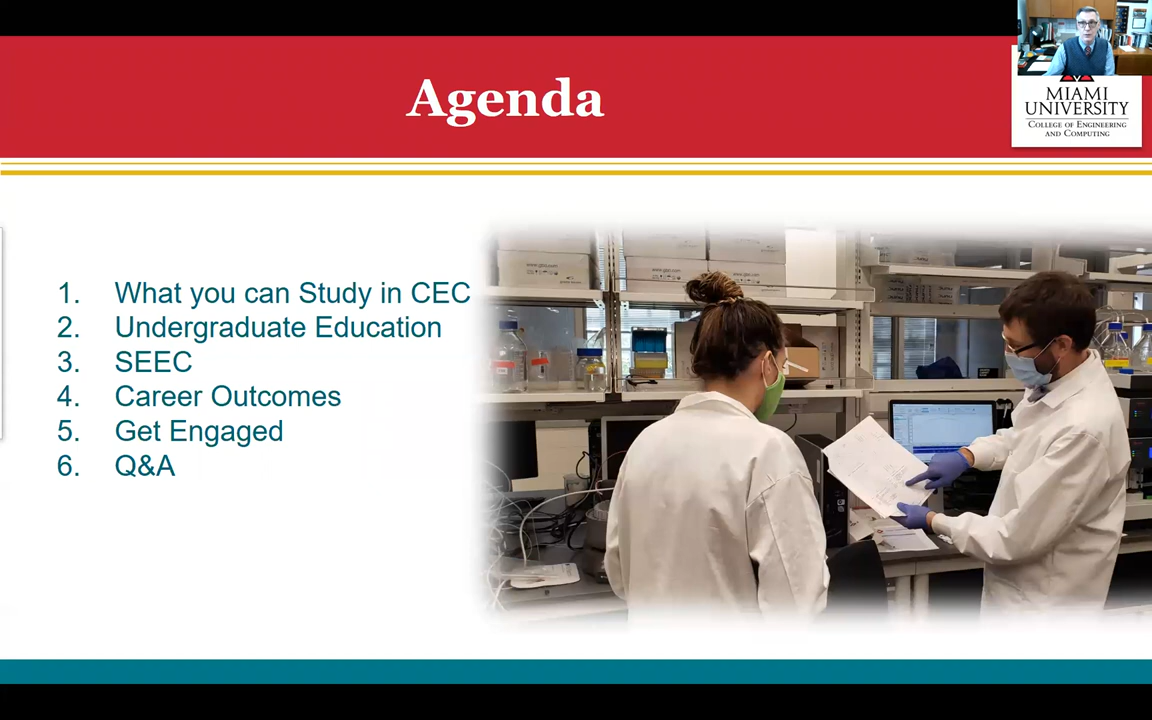 Agenda
MIAMI
UNIVERSITY
COLLEGE OF ENGINEERING
AND COMPUTING
1. What you can Study in CEC
2. Undergraduate Education
3. SEEC
4. Career Outcomes
5. Get Engaged
6. Q&A